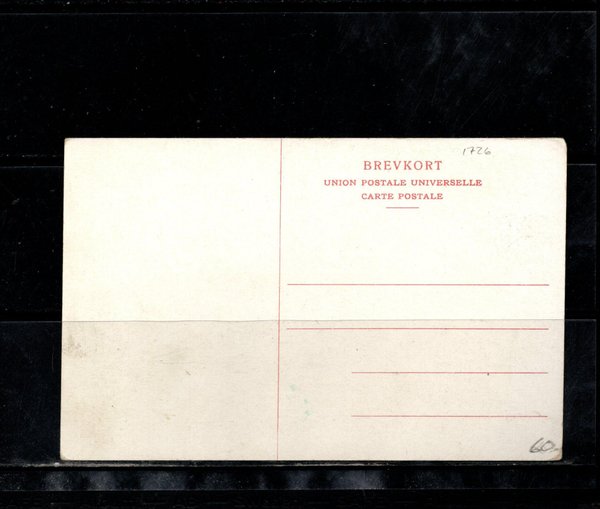 1726
BREVKORT
UNION POSTALE UNIVERSELLE
CARTE POSTALE
60.-